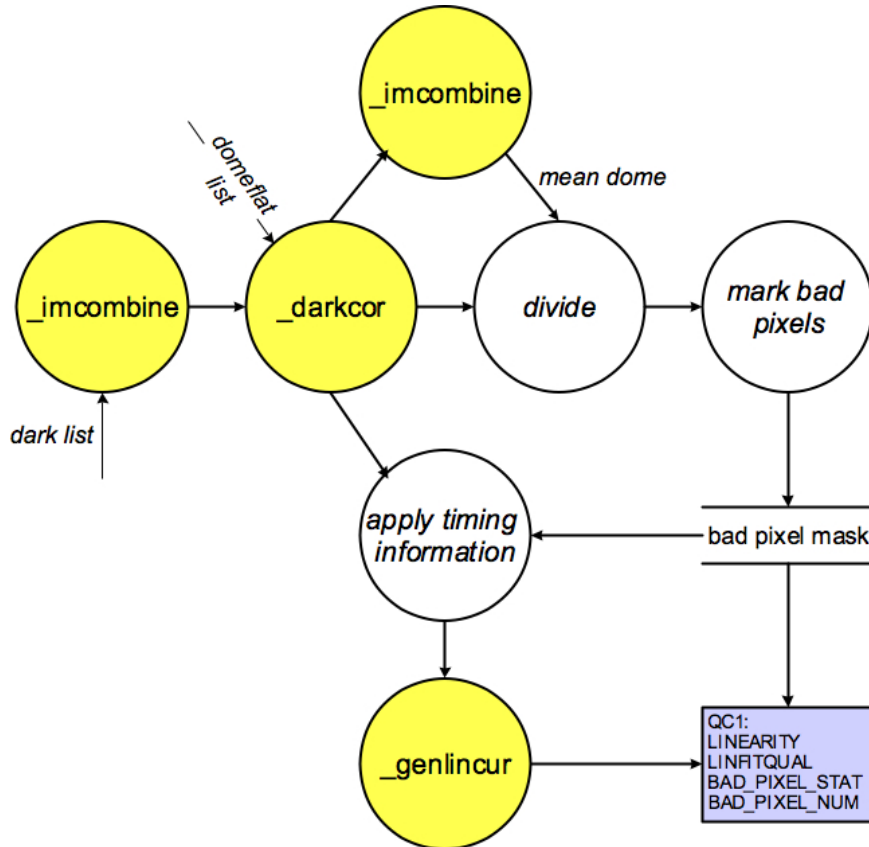 _imcombine
domeflat
list
mean dome
_imcombine
_darkcor
divide
mark bad
pixels
dark list
apply timing
information
bad pixel mask
_genlincur
QC1:
LINEARITY
LINFITQUAL
BAD_PIXEL_STAT
BAD_PIXEL_NUM